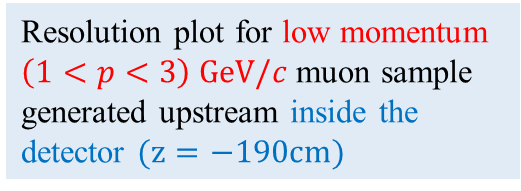 Resolution plot for low momentum
(1 < p < 3) GeV/c muon sample
generated upstream inside the
detector (z = −190cm)